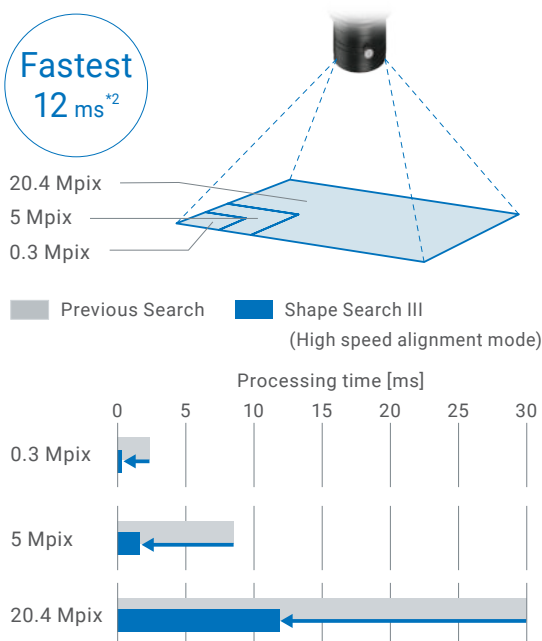 Fastest
12 ms*2
20.4 Mpix
5 Mpix
0.3 Mpix
Previous Search
Shape Search III
(High speed alignment mode)
Processing time [ms]
0 5 10 15 20 25 30
0.3 Mpix
5 Mpix
20.4 Mpix